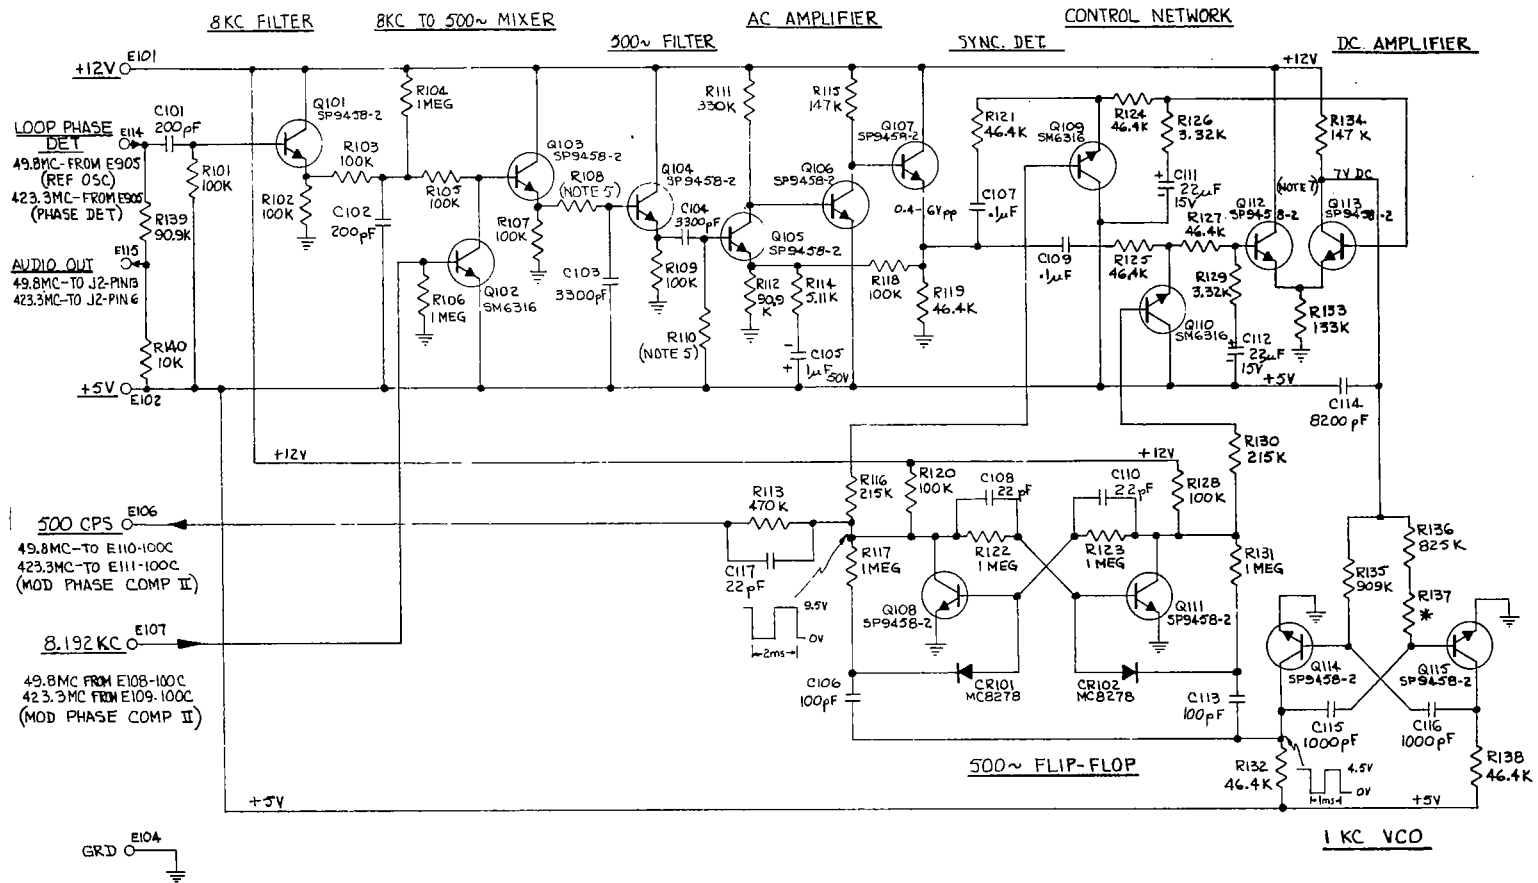 8KC FILTER
8KC TO 500~ MIXER
500~ FILTER
AC AMPLIFIER
SYNC. DET.
CONTROL NETWORK
DC. AMPLIFIER
+12V
E101
+12V
C101
200pF
LOOP PHASE
DET
E114
49.8MC-FROM E905
(REF OSC)
423.3MC-FROM E905
(PHASE DET)
R139
90.9K
E115
AUDIO OUT
49.8MC-TO J2-PIN13
423.3MC-TO J2-PIN6
R140
10K
+5V
E102
R101
100K
Q101
SP9458-2
R102
100K
R103
100K
R104
1MEG
C102
200pF
R105
100K
R106
1MEG
Q102
SM6316
Q103
SP9458-2
R107
100K
R108
(NOTE 5)
C103
3300pF
Q104
SP9458-2
R109
100K
C104
3300pF
R110
(NOTE 5)
R111
330K
Q105
SP9458-2
R112
90.9
K
R114
5.11K
C105
1µF
50V
R115
147K
Q106
SP9458-2
Q107
SP9458-2
0.4-6Vpp
R118
100K
R119
46.4K
R121
46.4K
C107
.1µF
C109
.1µF
Q109
SM6316
R124
46.4K
R126
3.32K
C111
+
22µF
15V
R125
46.4K
R127
46.4K
Q110
SM6316
R129
3.32K
C112
22µF
15V
Q112
SP9458-2
(NOTE 7)
7V DC
Q113
SP9458-2
R134
147K
R133
133K
+5V
C114
8200pF
+12V
+12V
R116
215K
R120
100K
C108
22pF
C110
22pF
R128
100K
R130
215K
R113
470K
C117
22pF
500 CPS
E106
49.8MC-TO E110-100C
423.3MC-TO E111-100C
(MOD PHASE COMP II)
8.192KC
E107
49.8MC FROM E108-100C
423.3MC FROM E109-100C
(MOD PHASE COMP II)
R117
1MEG
R122
1MEG
R123
1MEG
R131
1MEG
9.5V
0V
2ms
Q108
SP9458-2
Q111
SP9458-2
CR101
MC8278
CR102
MC8278
C106
100pF
C113
100pF
500~ FLIP-FLOP
R135
909K
R136
825K
R137
*
Q114
SP9458-2
Q115
SP9458-2
C115
1000pF
C116
1000pF
R132
46.4K
4.5V
0V
1ms
R138
46.4K
+5V
+5V
1 KC VCO
GRD
E104